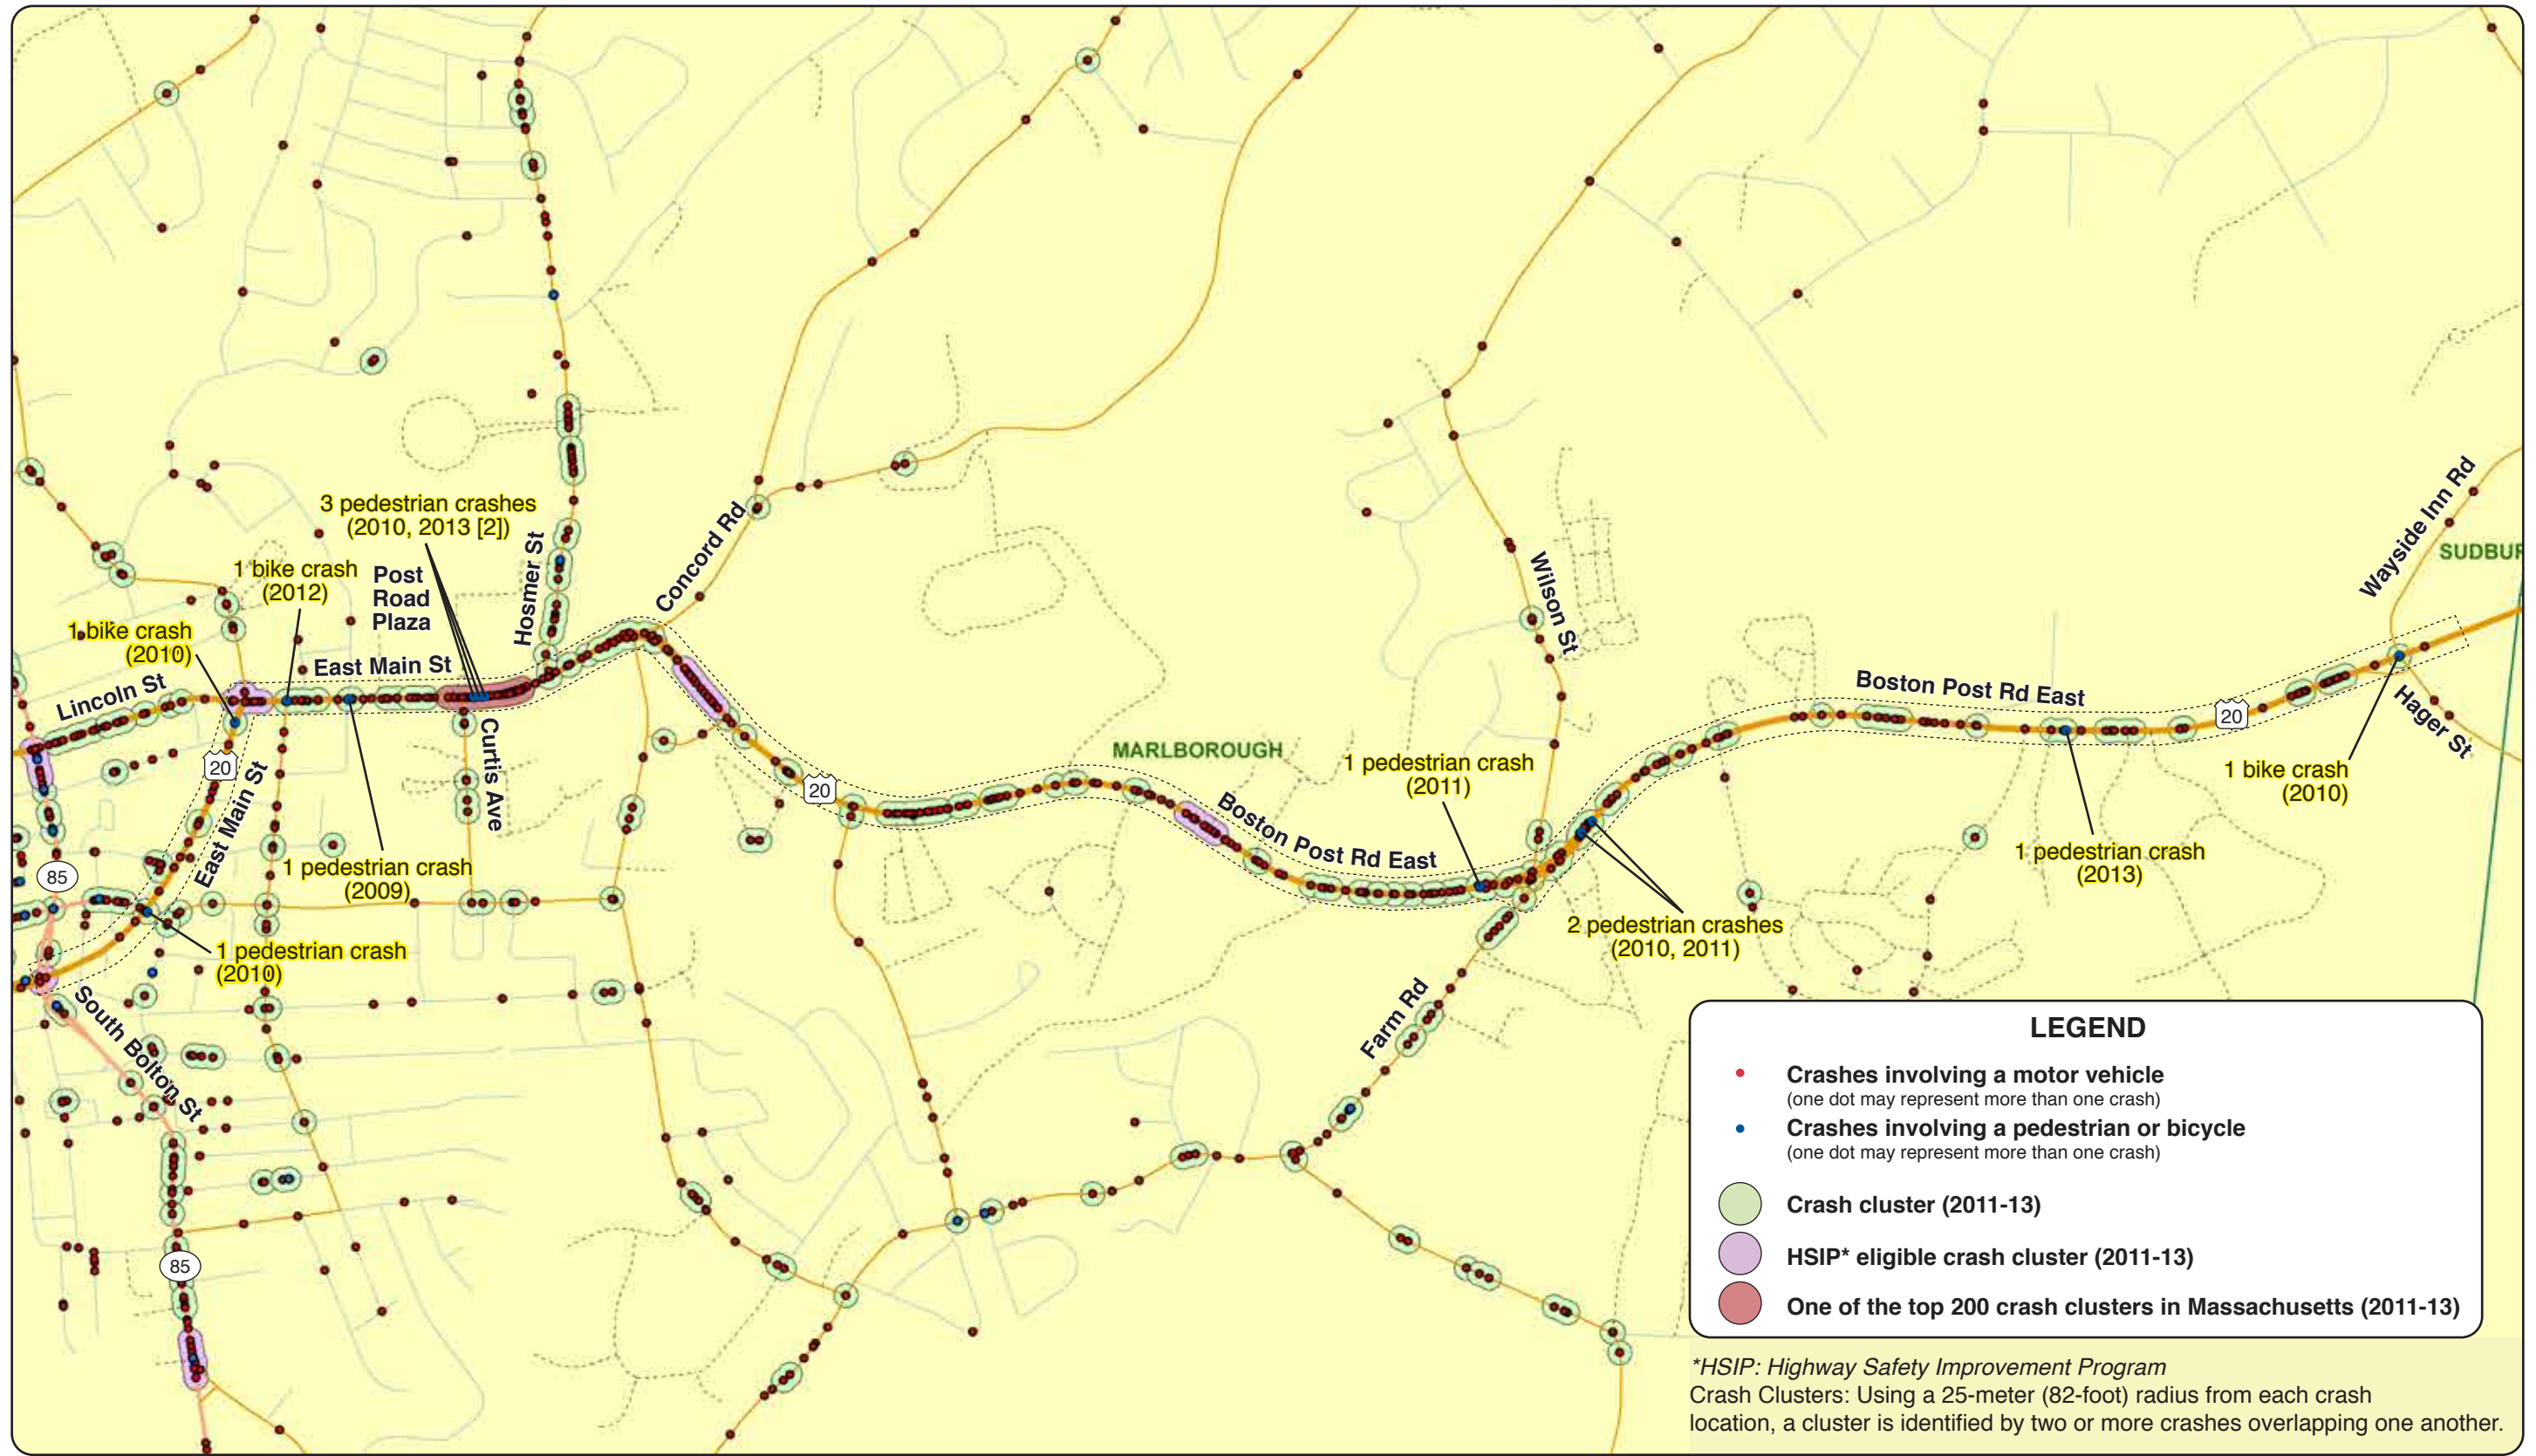 3 pedestrian crashes
(2010, 2013 [2])
1 bike crash
(2012)
Post
Road
Plaza
Hosmer St
Concord Rd
Wilson St
Wayside Inn Rd
SUDBUR
1 bike crash
(2010)
East Main St
Lincoln St
20
East Main St
Curtis Ave
MARLBOROUGH
20
Boston Post Rd East
1 pedestrian crash
(2011)
Boston Post Rd East
20
Hager St
1 bike crash
(2010)
1 pedestrian crash
(2013)
85
1 pedestrian crash
(2009)
1 pedestrian crash
(2010)
2 pedestrian crashes
(2010, 2011)
South Bolton St
Farm Rd
85
LEGEND
Crashes involving a motor vehicle
(one dot may represent more than one crash)
Crashes involving a pedestrian or bicycle
(one dot may represent more than one crash)
Crash cluster (2011-13)
HSIP* eligible crash cluster (2011-13)
One of the top 200 crash clusters in Massachusetts (2011-13)
*HSIP: Highway Safety Improvement Program
Crash Clusters: Using a 25-meter (82-foot) radius from each crash
location, a cluster is identified by two or more crashes overlapping one another.